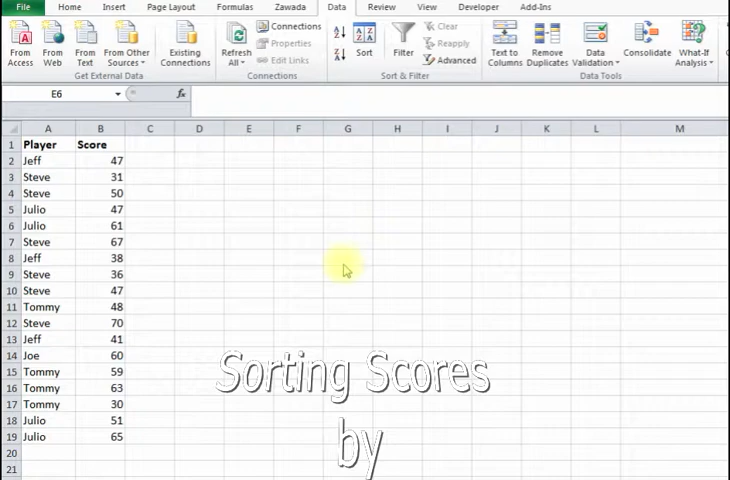 File Home Insert Page Layout Formulas Zawada Data Review View Developer Add-Ins
From Access
From Web
From Text
From Other Sources
Existing Connections
Get External Data
Refresh All
Connections
Properties
Edit Links
Connections
Sort
Filter
Clear
Reapply
Advanced
Sort & Filter
Text to Columns
Remove Duplicates
Data Validation
Consolidate
What-If Analysis
Data Tools
E6 fx
A B C D E F G H I J K L M
1 Player Score
2 Jeff 47
3 Steve 31
4 Steve 50
5 Julio 47
6 Julio 61
7 Steve 67
8 Jeff 38
9 Steve 36
10 Steve 47
11 Tommy 48
12 Steve 70
13 Jeff 41
14 Joe 60
15 Tommy 59
16 Tommy 63
17 Tommy 30
18 Julio 51
19 Julio 65
20
21
Sorting Scores
by